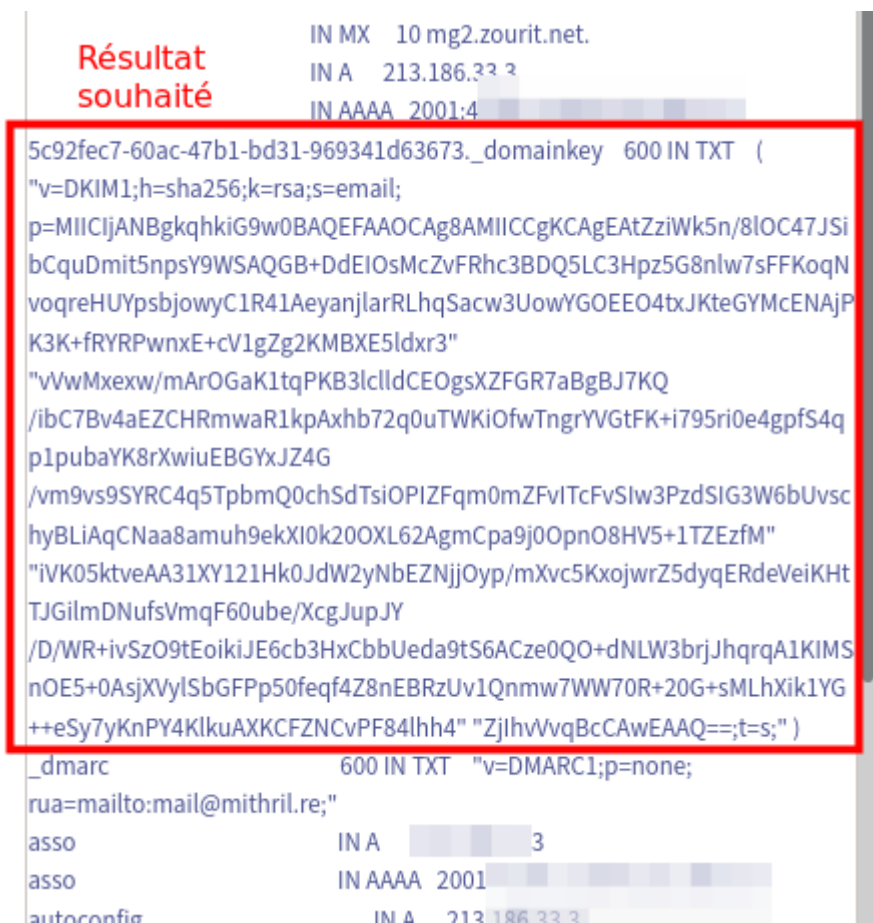 IN MX 10 mg2.zourit.net.
Résultat
souhaité
IN A 213.186.33.3
IN AAAA 2001:4
5c92fec7-60ac-47b1-bd31-969341d63673._domainkey 600 IN TXT (
"v=DKIM1;h=sha256;k=rsa;s=email;
p=MIICIjANBgkqhkiG9w0BAQEFAAOCAg8AMIICCgKCAgEAtZziWk5n/8lOC47JSi
bCquDmit5npsY9WSAQGB+DdEIOsMcZvFRhc3BDQ5LC3Hpz5G8nlw7sFFKoqN
voqreHUYpsbjowyC1R41AeyanjlarRLhqSacw3UowYGOEEO4txJKteGYMcENAjP
K3K+fRYRPwnxE+cV1gZg2KMBXE5ldxr3"
"vVwMxexw/mArOGaK1tqPKB3lclldCEOgsXZFGR7aBgBJ7KQ
/ibC7Bv4aEZCHRmwaR1kpAxhb72q0uTWKiOfwTngrYVGtFK+i795ri0e4gpfS4q
p1pubaYK8rXwiuEBGYxJZ4G
/vm9vs9SYRC4q5TpbmQ0chSdTsiOPIZFqm0mZFvITcFvSIw3PzdSIG3W6bUvsc
hyBLiAqCNaa8amuh9ekXI0k20OXL62AgmCpa9j0OpnO8HV5+1TZEzfM"
"iVK05ktveAA31XY121Hk0JdW2yNbEZNjjOyp/mXvc5KxojwrZ5dyqERdeVeiKHt
TJGilmDNufsVmqF60ube/XcgJupJY
/D/WR+ivSzO9tEoikiJE6cb3HxCbbUeda9tS6ACze0QO+dNLW3brjJhqrqA1KIMS
nOE5+0AsjXVylSbGFPp50feqf4Z8nEBRzUv1Qnmw7WW70R+20G+sMLhXik1YG
++eSy7yKnPY4KlkuAXKCFZNCvPF84lhh4" "ZjIhvVvqBcCAwEAAQ==;t=s;" )
_dmarc 600 IN TXT "v=DMARC1;p=none;
rua=mailto:mail@mithril.re;"
asso IN A 3
asso IN AAAA 2001
autoconfig IN A 213.186.33.3